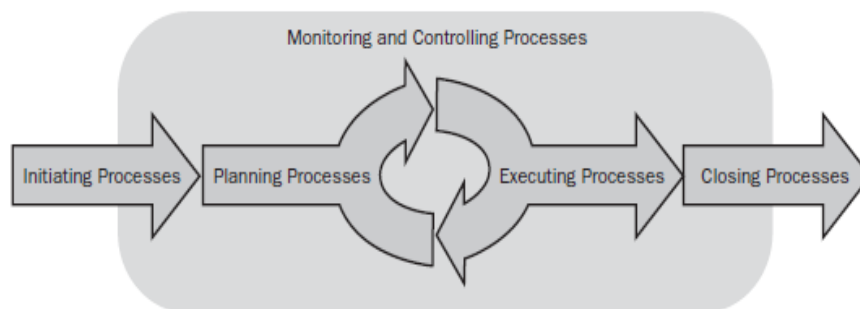 Monitoring and Controlling Processes
Initiating Processes
Planning Processes
Executing Processes
Closing Processes